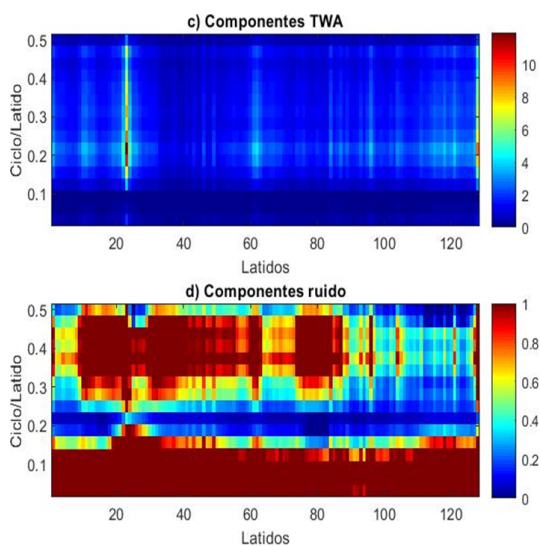 c) Componentes TWA
0.5
0.4
0.3
0.2
0.1
Ciclo/Latido
20 40 60 80 100 120
Latidos
10
8
6
4
2
0
d) Componentes ruido
0.5
0.4
0.3
0.2
0.1
Ciclo/Latido
20 40 60 80 100 120
Latidos
1
0.8
0.6
0.4
0.2
0